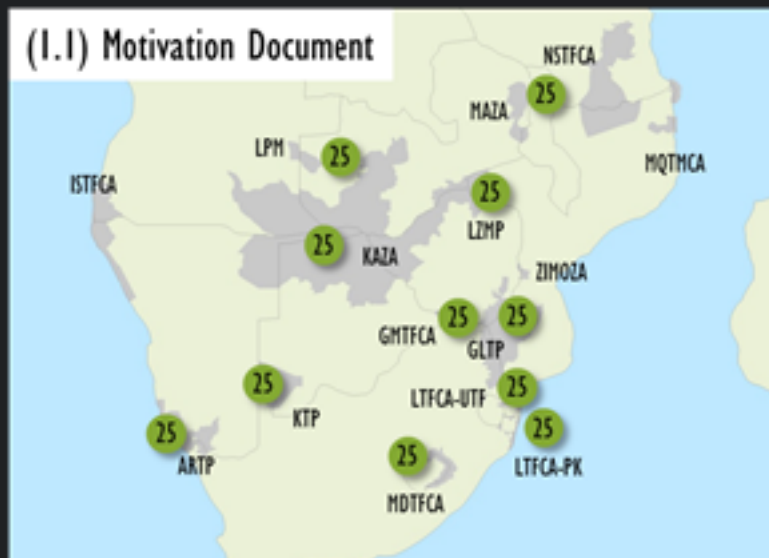 (1.1) Motivation Document
NSTFCA
25
MAZA
LPM
25
MQTMCA
ISTFCA
25
LZMP
25
KAZA
ZIMOZA
25
25
GMTFCA
GLTP
25
25
LTFCA-UTF
KTP
25
25
ARTP
25
LTFCA-PK
MDTFCA